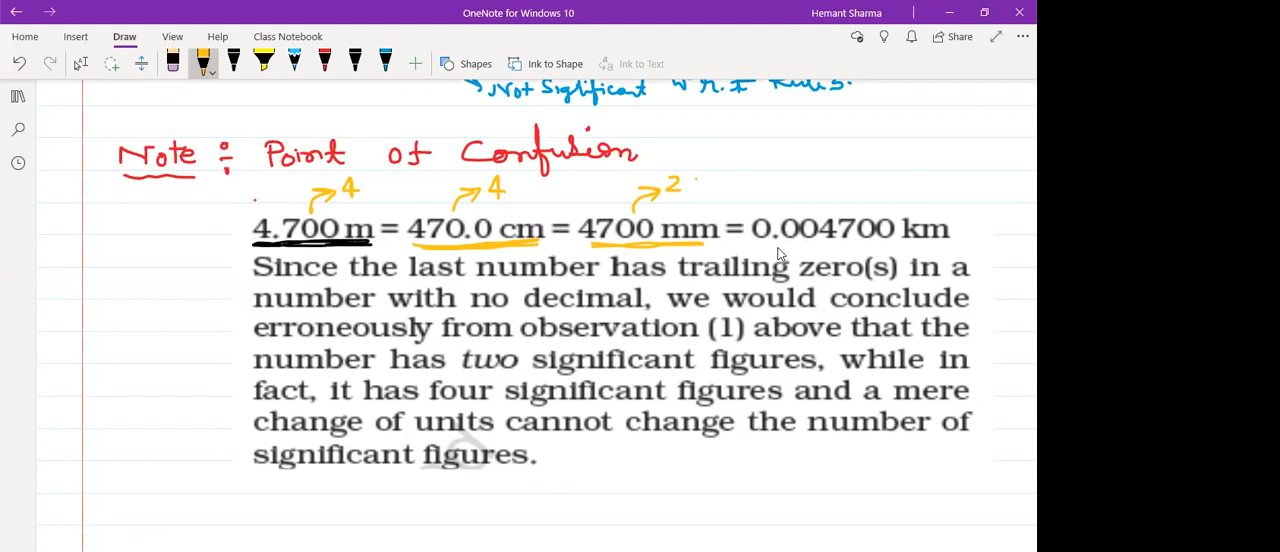 OneNote for Windows 10
Hemant Sharma
Home Insert Draw View Help Class Notebook
Share
Shapes Ink to Shape Ink to Text
Not Significant w.r.t Rules.
Note : Point of Confusion
4 4 2
4.700 m = 470.0 cm = 4700 mm = 0.004700 km
Since the last number has trailing zero(s) in a
number with no decimal, we would conclude
erroneously from observation (1) above that the
number has two significant figures, while in
fact, it has four significant figures and a mere
change of units cannot change the number of
significant figures.